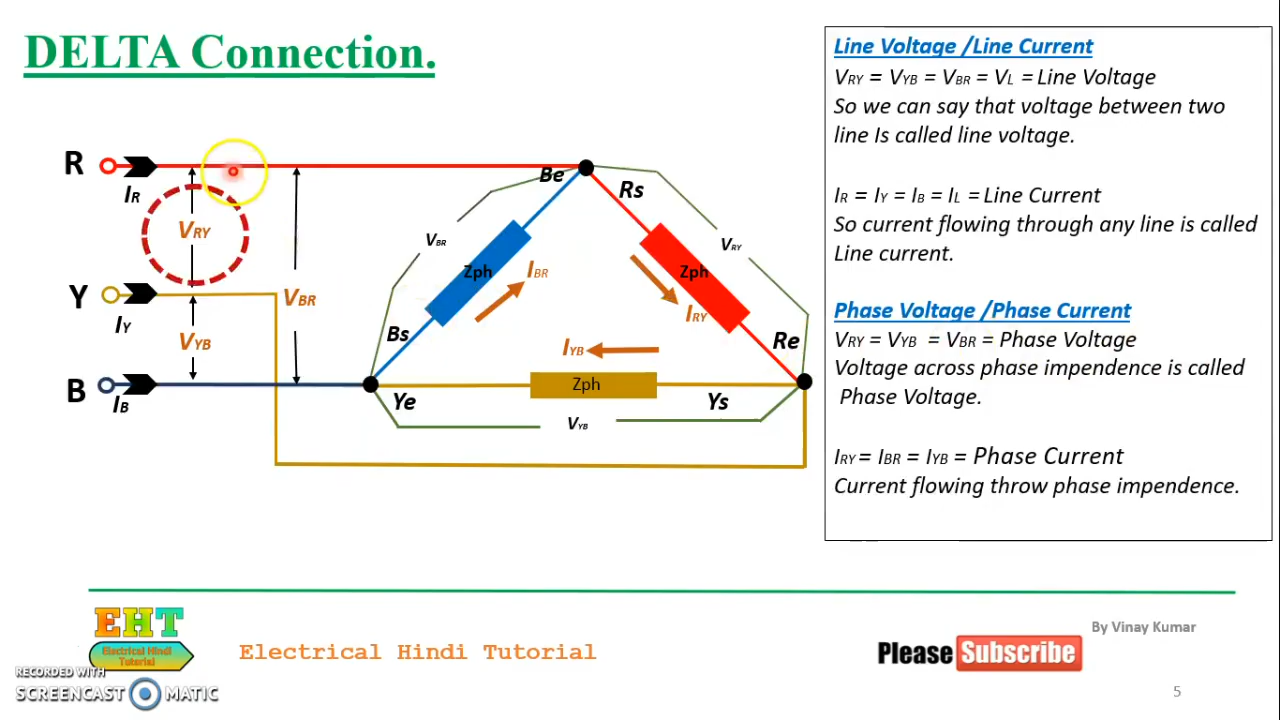 DELTA Connection.
Line Voltage /Line Current
VRY = VYB = VBR = VL = Line Voltage
So we can say that voltage between two
line Is called line voltage.
IR = IY = IB = IL = Line Current
So current flowing through any line is called
Line current.
Phase Voltage /Phase Current
VRY = VYB = VBR = Phase Voltage
Voltage across phase impendence is called
Phase Voltage.
IRY = IBR = IYB = Phase Current
Current flowing throw phase impendence.
R
IR
VRY
Y
IY
VYB
VBR
B
IB
Be
Rs
VBR
VRY
Zph
IBR
Zph
IRY
Bs
Re
IYB
Zph
Ye
Ys
VYB
EHT
Electrical Hindi
Tutorial
Electrical Hindi Tutorial
Please Subscribe
By Vinay Kumar
RECORDED WITH
SCREENCAST MATIC
5